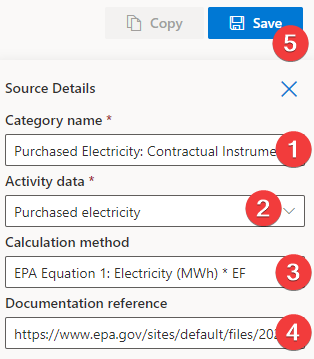 Copy
Save
5
Source Details
Category name *
Purchased Electricity: Contractual
1
Activity data *
Purchased electricity
2
Calculation method
EPA Equation 1: Electricity (MWh) * EF
3
Documentation reference
https://www.epa.gov/sites/default/files/20
4